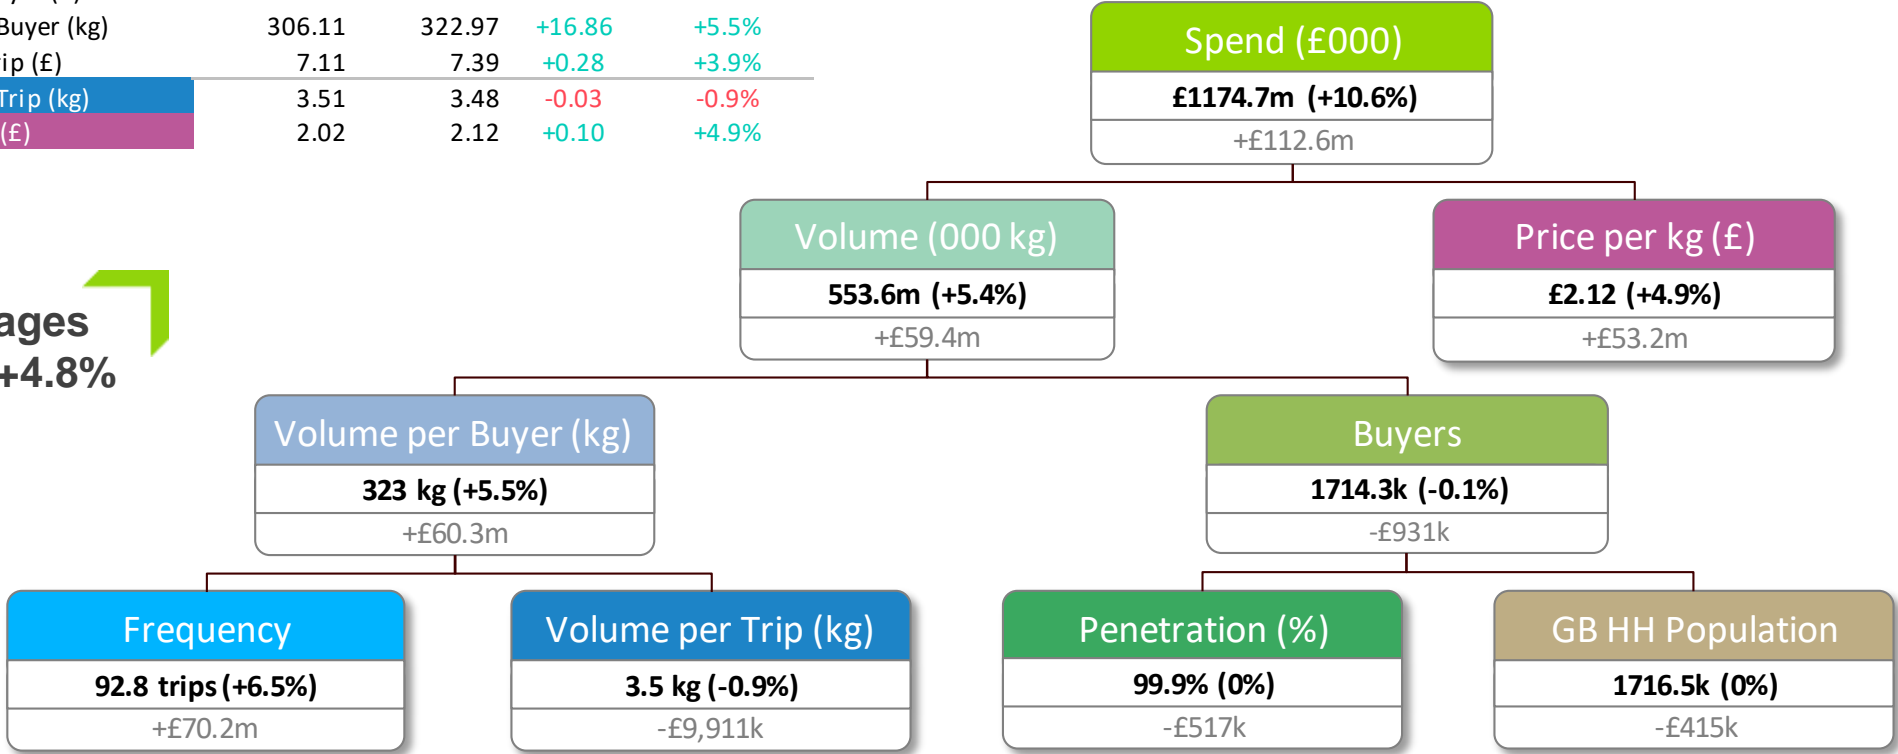 Buyer (kg) 306.11 322.97 +16.86 +5.5%
ip (£) 7.11 7.39 +0.28 +3.9%
Trip (kg) 3.51 3.48 -0.03 -0.9%
(£) 2.02 2.12 +0.10 +4.9%
Spend (£000)
£1174.7m (+10.6%)
+£112.6m
Volume (000 kg)
553.6m (+5.4%)
+£59.4m
Price per kg (£)
£2.12 (+4.9%)
+£53.2m
ages
+4.8%
Volume per Buyer (kg)
323 kg (+5.5%)
+£60.3m
Buyers
1714.3k (-0.1%)
-£931k
Frequency
92.8 trips (+6.5%)
+£70.2m
Volume per Trip (kg)
3.5 kg (-0.9%)
-£9,911k
Penetration (%)
99.9% (0%)
-£517k
GB HH Population
1716.5k (0%)
-£415k